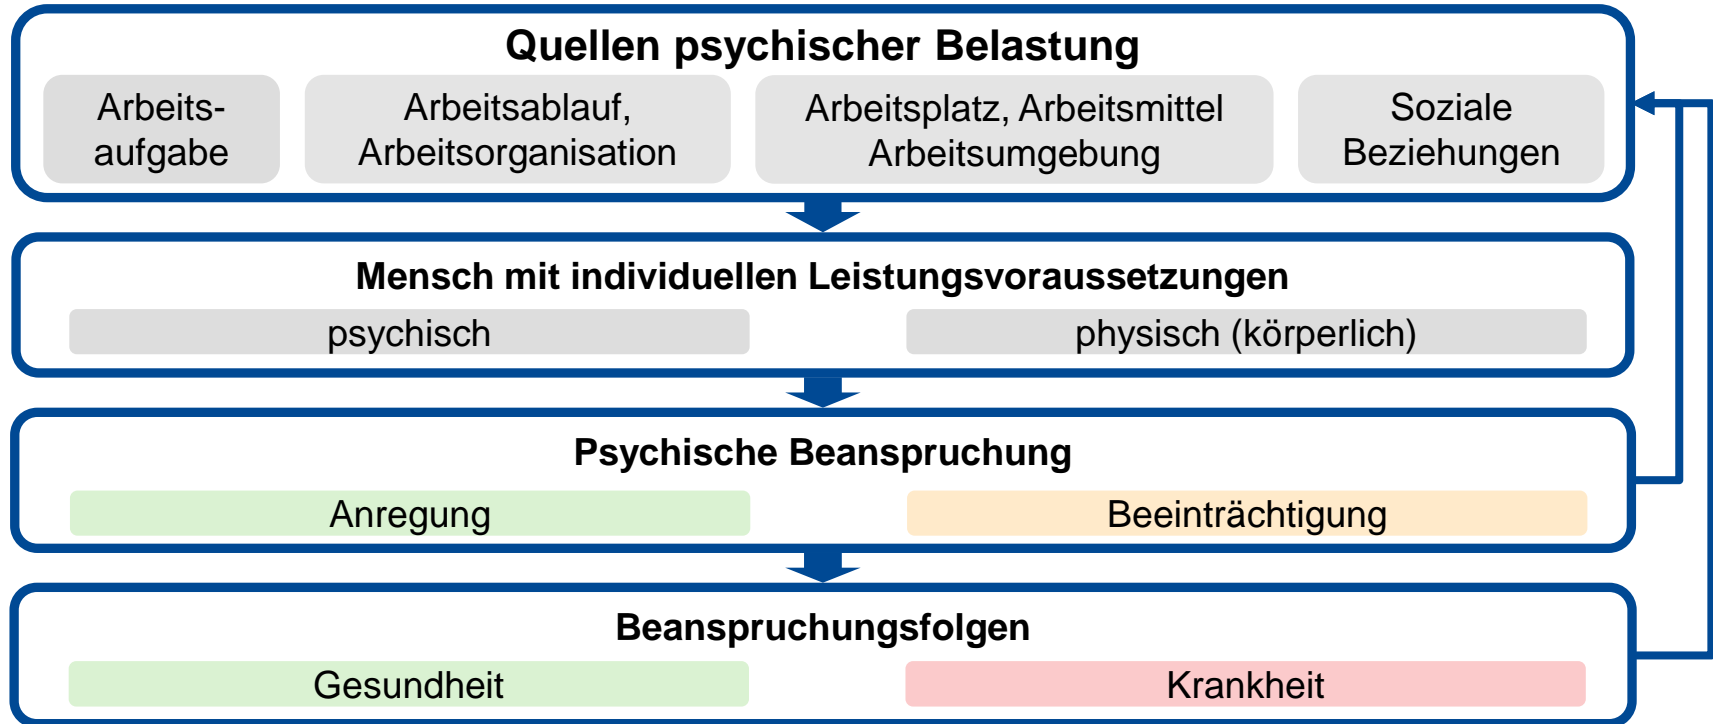 Quellen psychischer Belastung
Arbeits-
aufgabe
Arbeitsablauf,
Arbeitsorganisation
Arbeitsplatz, Arbeitsmittel
Arbeitsumgebung
Soziale
Beziehungen
Mensch mit individuellen Leistungsvoraussetzungen
psychisch
physisch (körperlich)
Psychische Beanspruchung
Anregung
Beeinträchtigung
Beanspruchungsfolgen
Gesundheit
Krankheit